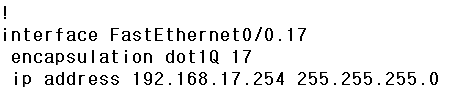 !
interface FastEthernet0/0.17
encapsulation dot1Q 17
ip address 192.168.17.254 255.255.255.0